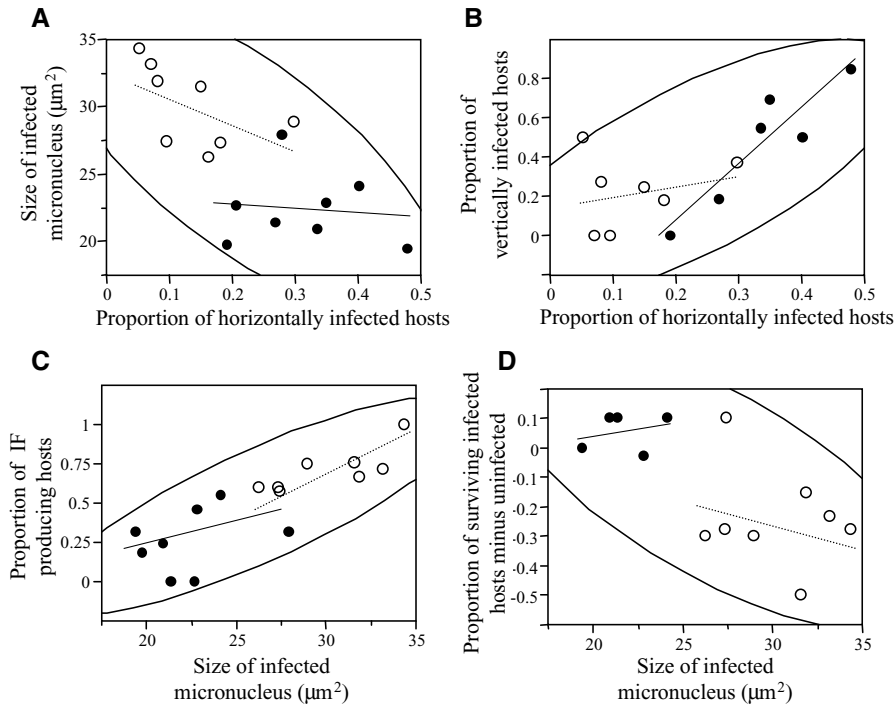 A
Size of infected
micronucleus (μm²)
35
30
25
20
0
0.1
0.2
0.3
0.4
0.5
Proportion of horizontally infected hosts
B
Proportion of
vertically infected hosts
0.8
0.6
0.4
0.2
0
0
0.1
0.2
0.3
0.4
0.5
Proportion of horizontally infected hosts
C
Proportion of IF
producing hosts
1
0.75
0.5
0.25
0
20
25
30
35
Size of infected
micronucleus (μm²)
D
Proportion of surviving infected
hosts minus uninfected
0.1
0
-0.1
-0.2
-0.3
-0.4
-0.5
20
25
30
35
Size of infected
micronucleus (μm²)